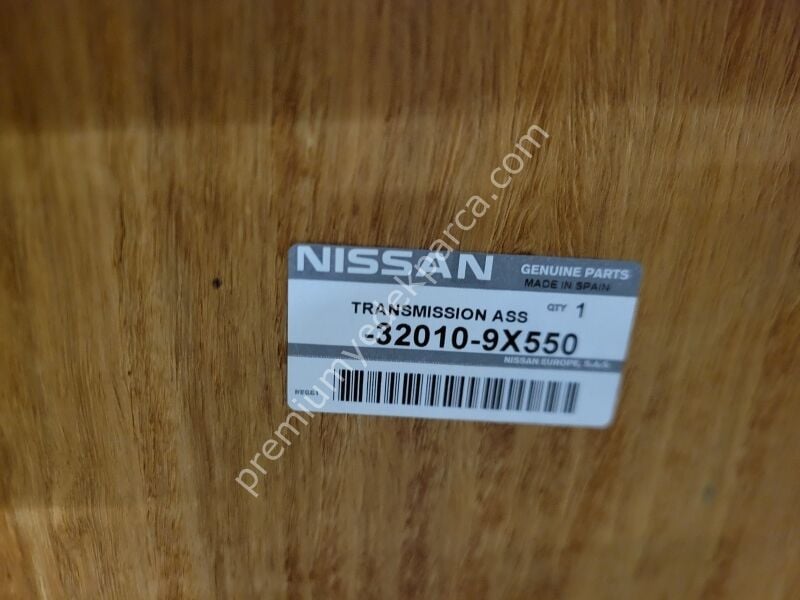 NISSAN
GENUINE PARTS
MADE IN SPAIN
TRANSMISSION ASS QTY 1
-32010-9X550
NISSAN EUROPE, S.A.S.
premiumyedekparca.com